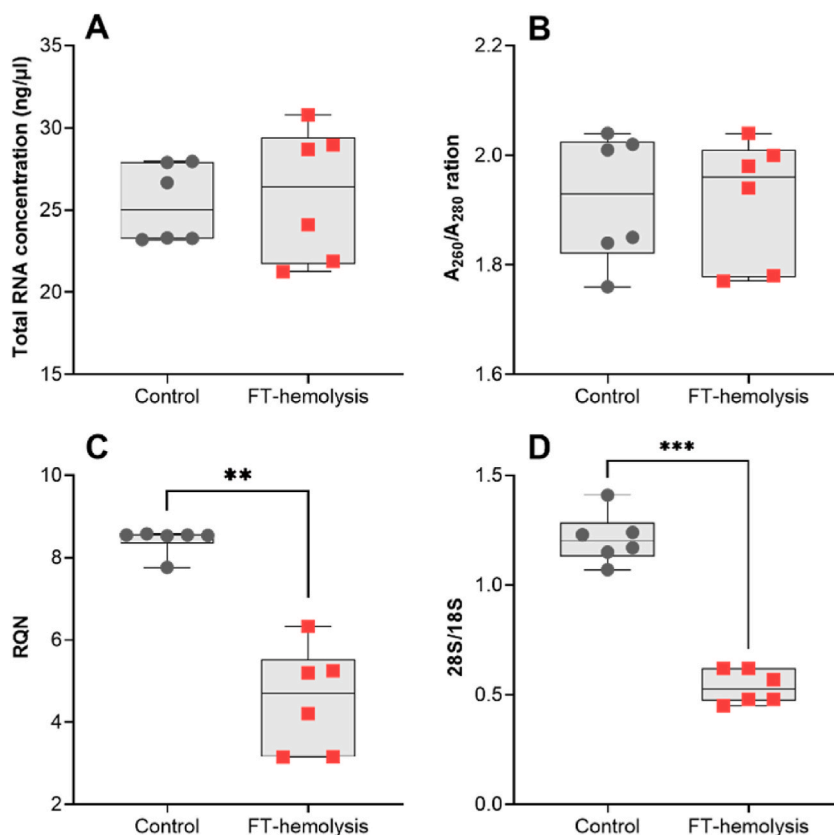 A
B
Total RNA concentration (ng/µl)
35
30
25
20
15
Control
FT-hemolysis
A260/A280 ration
2.2
2.0
1.8
1.6
Control
FT-hemolysis
C
D
RQN
10
8
6
4
2
**
Control
FT-hemolysis
28S/18S
1.5
1.0
0.5
0.0
***
Control
FT-hemolysis